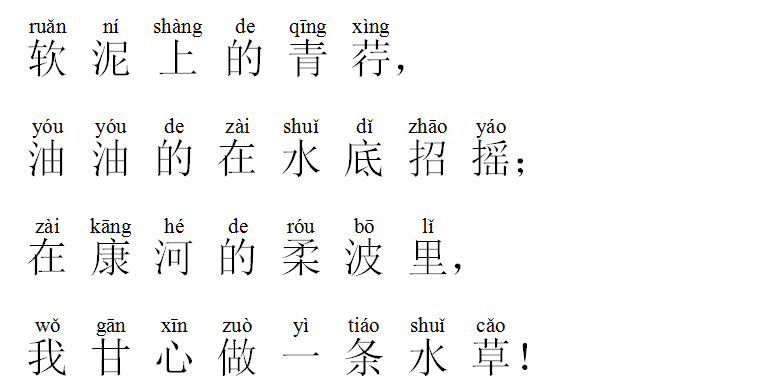 ruǎn ní shàng de qīng xìng
软泥上的青荇，
yóu yóu de zài shuǐ dǐ zhāo yáo
油油的在水底招摇；
zài kāng hé de róu bō lǐ
在康河的柔波里，
wǒ gān xīn zuò yì tiáo shuǐ cǎo
我甘心做一条水草！